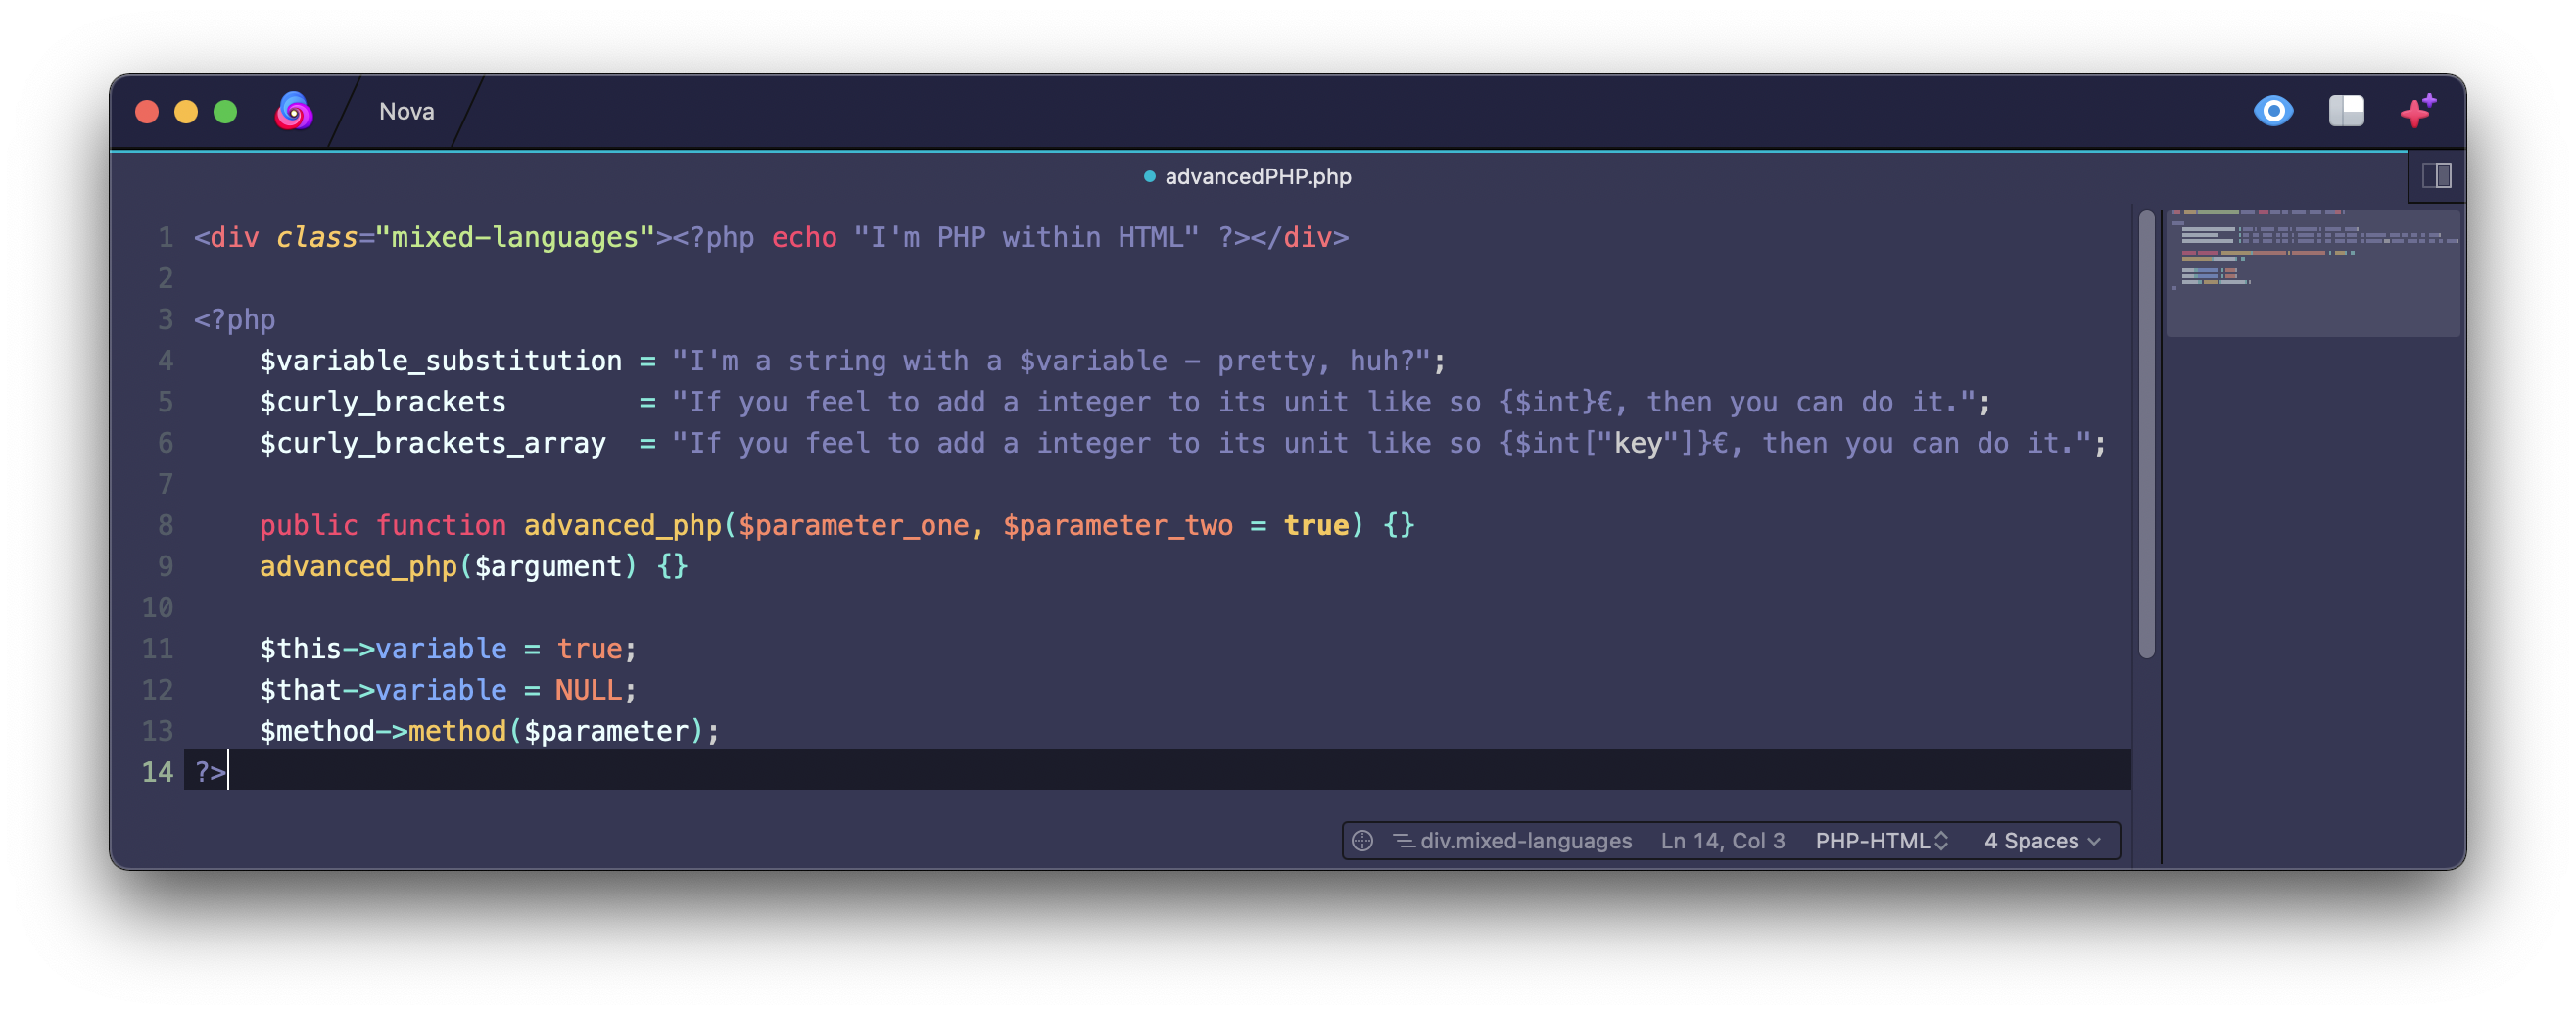 Nova
advancedPHP.php
1 <div class="mixed-languages"><?php echo "I'm PHP within HTML" ?></div>
2
3 <?php
4     $variable_substitution = "I'm a string with a $variable – pretty, huh?";
5     $curly_brackets        = "If you feel to add a integer to its unit like so {$int}€, then you can do it.";
6     $curly_brackets_array  = "If you feel to add a integer to its unit like so {$int["key"]}€, then you can do it.";
7
8     public function advanced_php($parameter_one, $parameter_two = true) {}
9     advanced_php($argument) {}
10
11     $this->variable = true;
12     $that->variable = NULL;
13     $method->method($parameter);
14 ?>
div.mixed-languages Ln 14, Col 3 PHP-HTML 4 Spaces